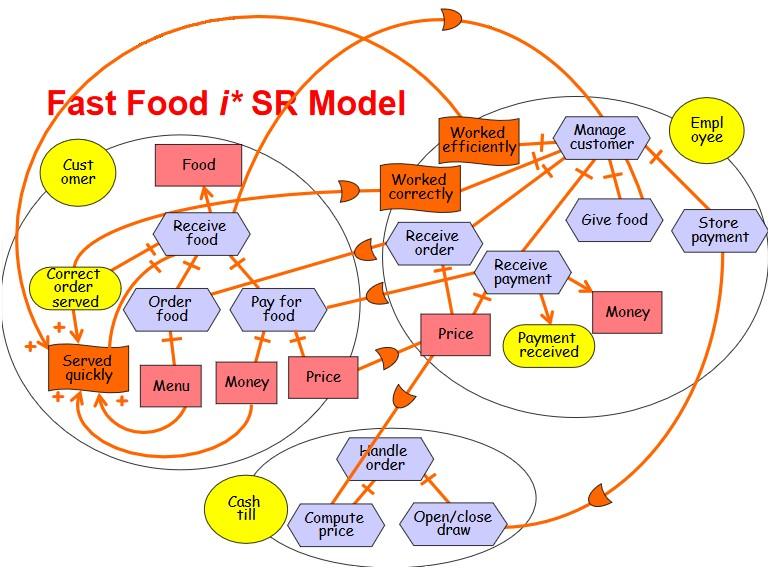 Fast Food i* SR Model
Empl
oyee
Worked
efficiently
Manage
customer
Cust
omer
Food
Worked
correctly
Receive
food
Receive
order
Give food
Store
payment
Receive
payment
Correct
order
served
Order
food
Pay for
food
Money
Price
Payment
received
Served
quickly
Menu
Money
Price
Handle
order
Cash
till
Compute
price
Open/close
draw